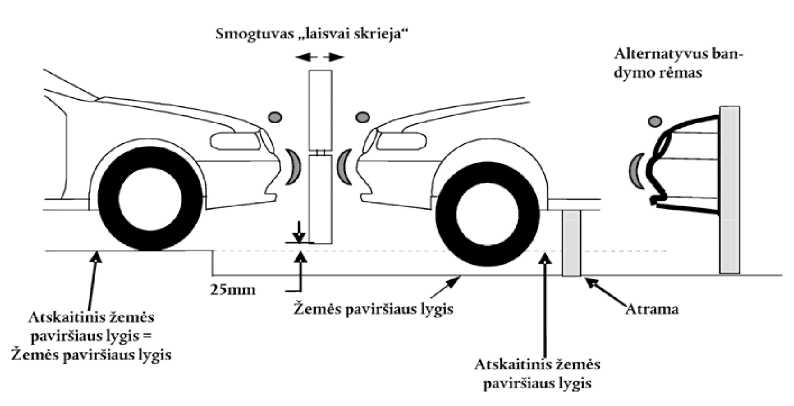 Smogtuvas „laisvai skrieja“
Alternatyvus ban-
dymo rėmas
25mm
Žemės paviršiaus lygis
Atrama
Atskaitinis žemės
paviršiaus lygis =
Žemės paviršiaus lygis
Atskaitinis žemės
paviršiaus lygis